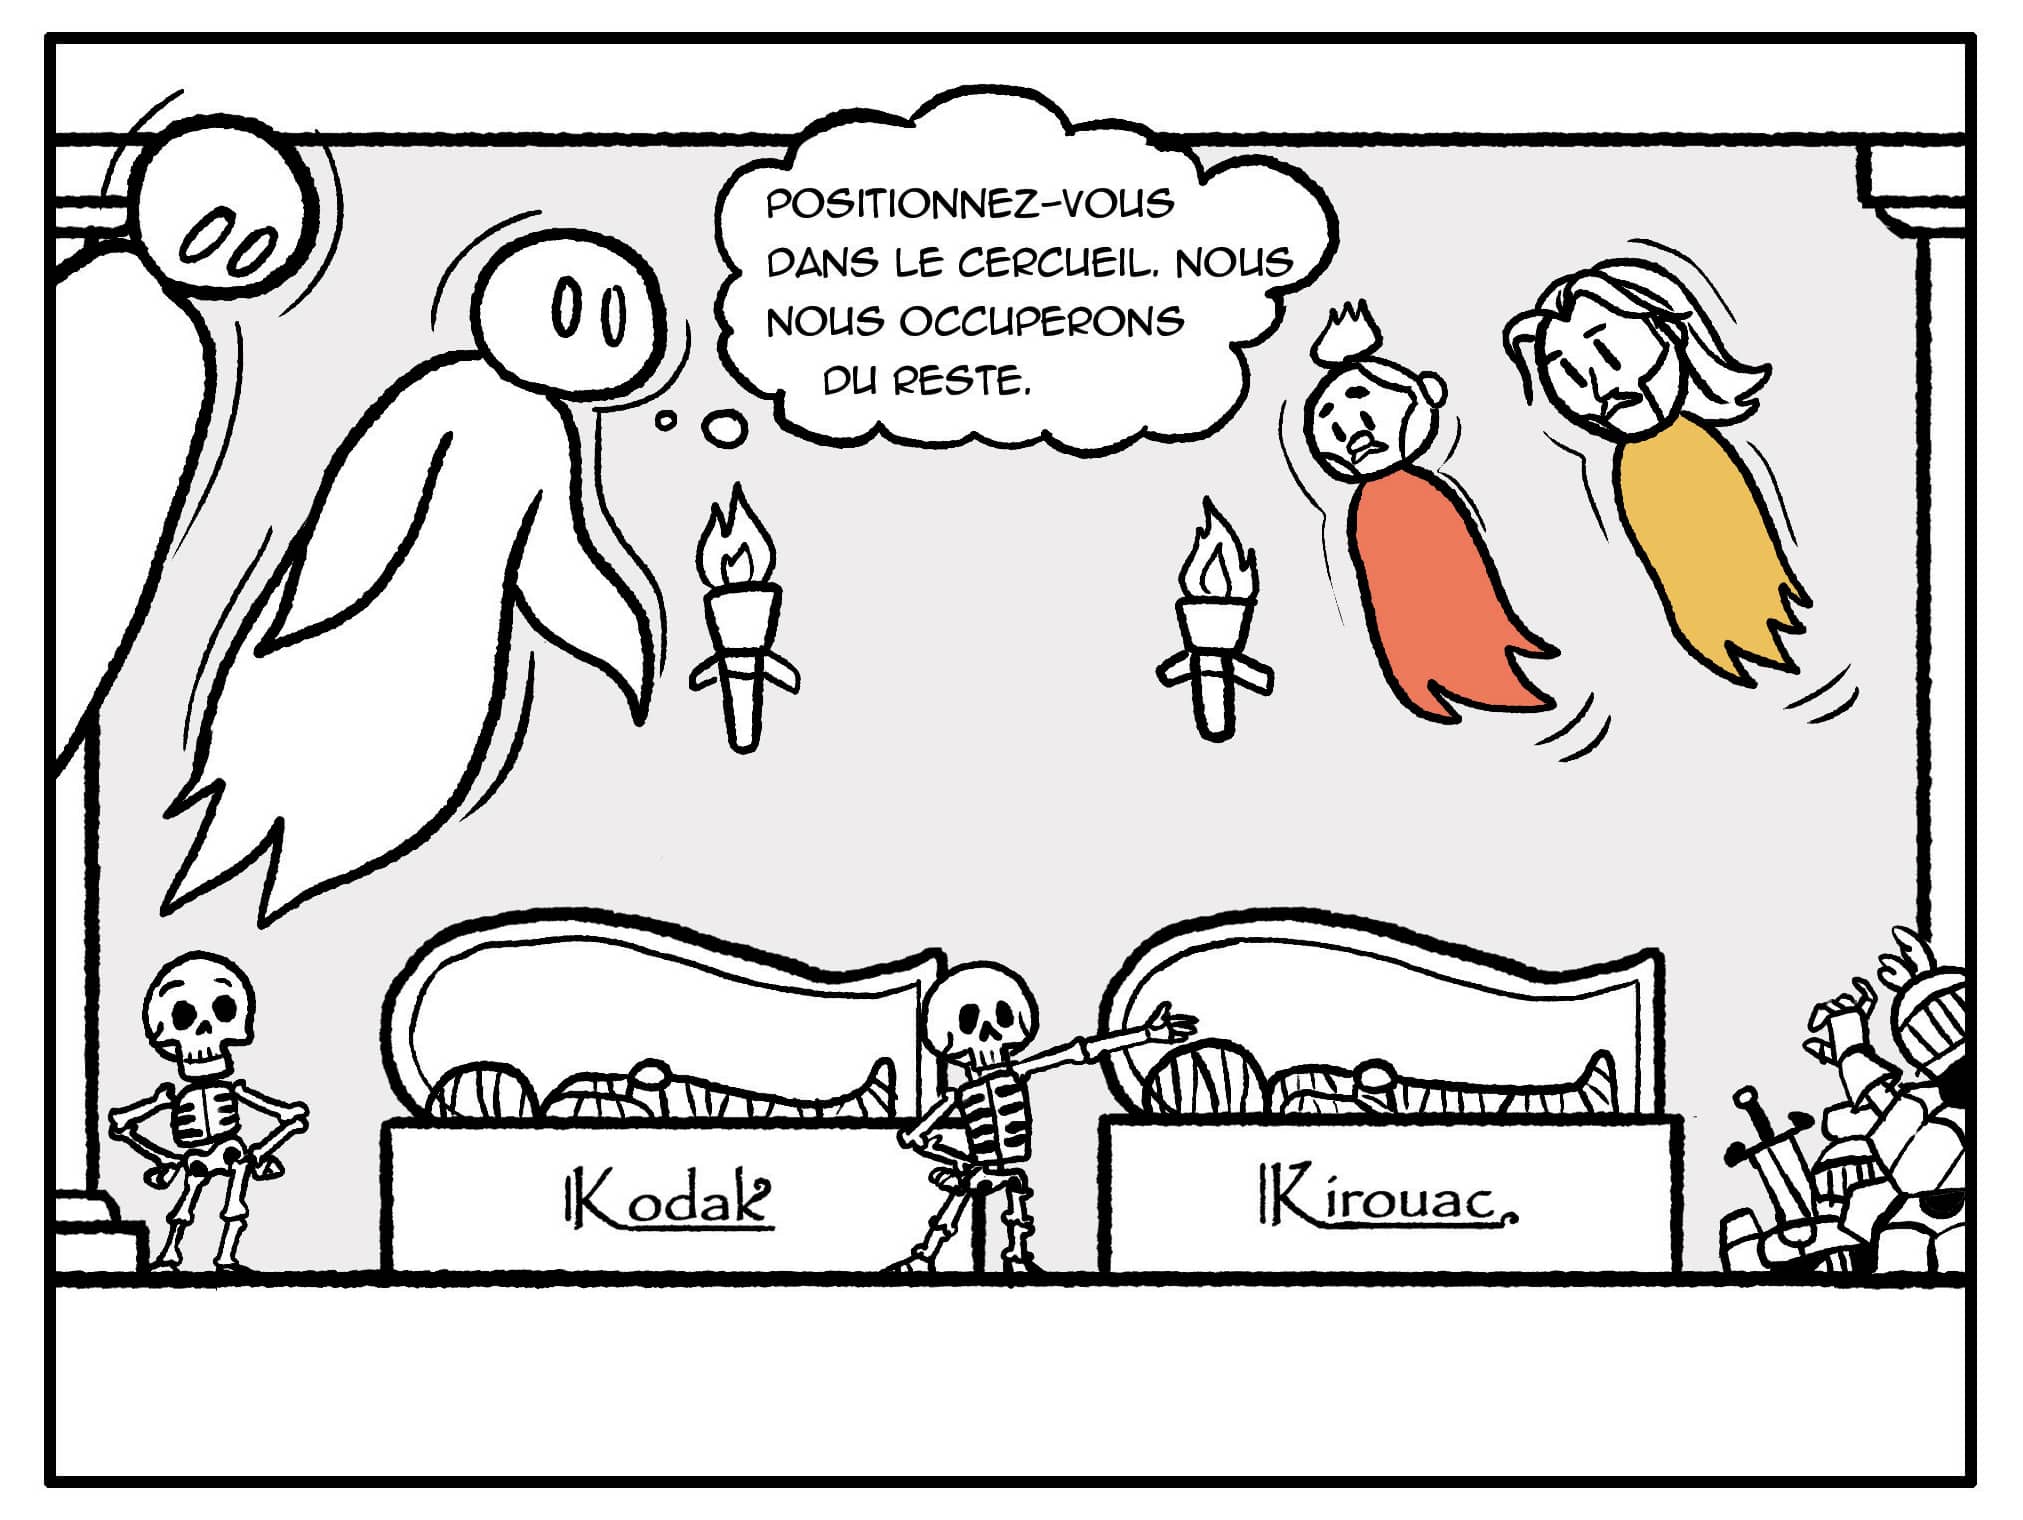 POSITIONNEZ-VOUS
DANS LE CERCUEIL. NOUS
NOUS OCCUPERONS
DU RESTE.
Kodak
Kirouac